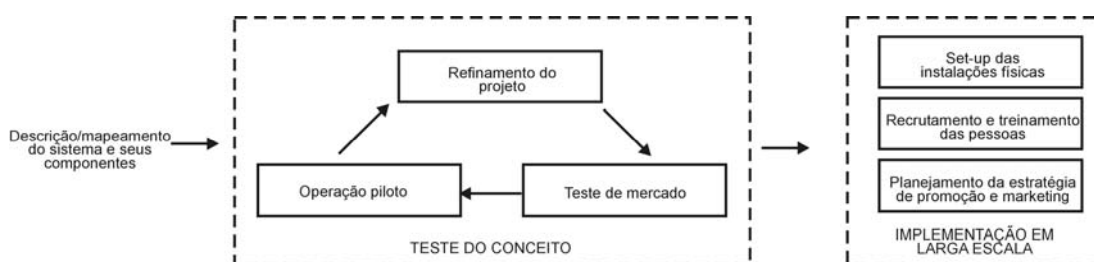 Descrição/mapeamento
do sistema e seus
componentes
Refinamento do
projeto
Operação piloto
Teste de mercado
TESTE DO CONCEITO
Set-up das
instalações físicas
Recrutamento e treinamento
das pessoas
Planejamento da estratégia
de promoção e marketing
IMPLEMENTAÇÃO EM
LARGA ESCALA